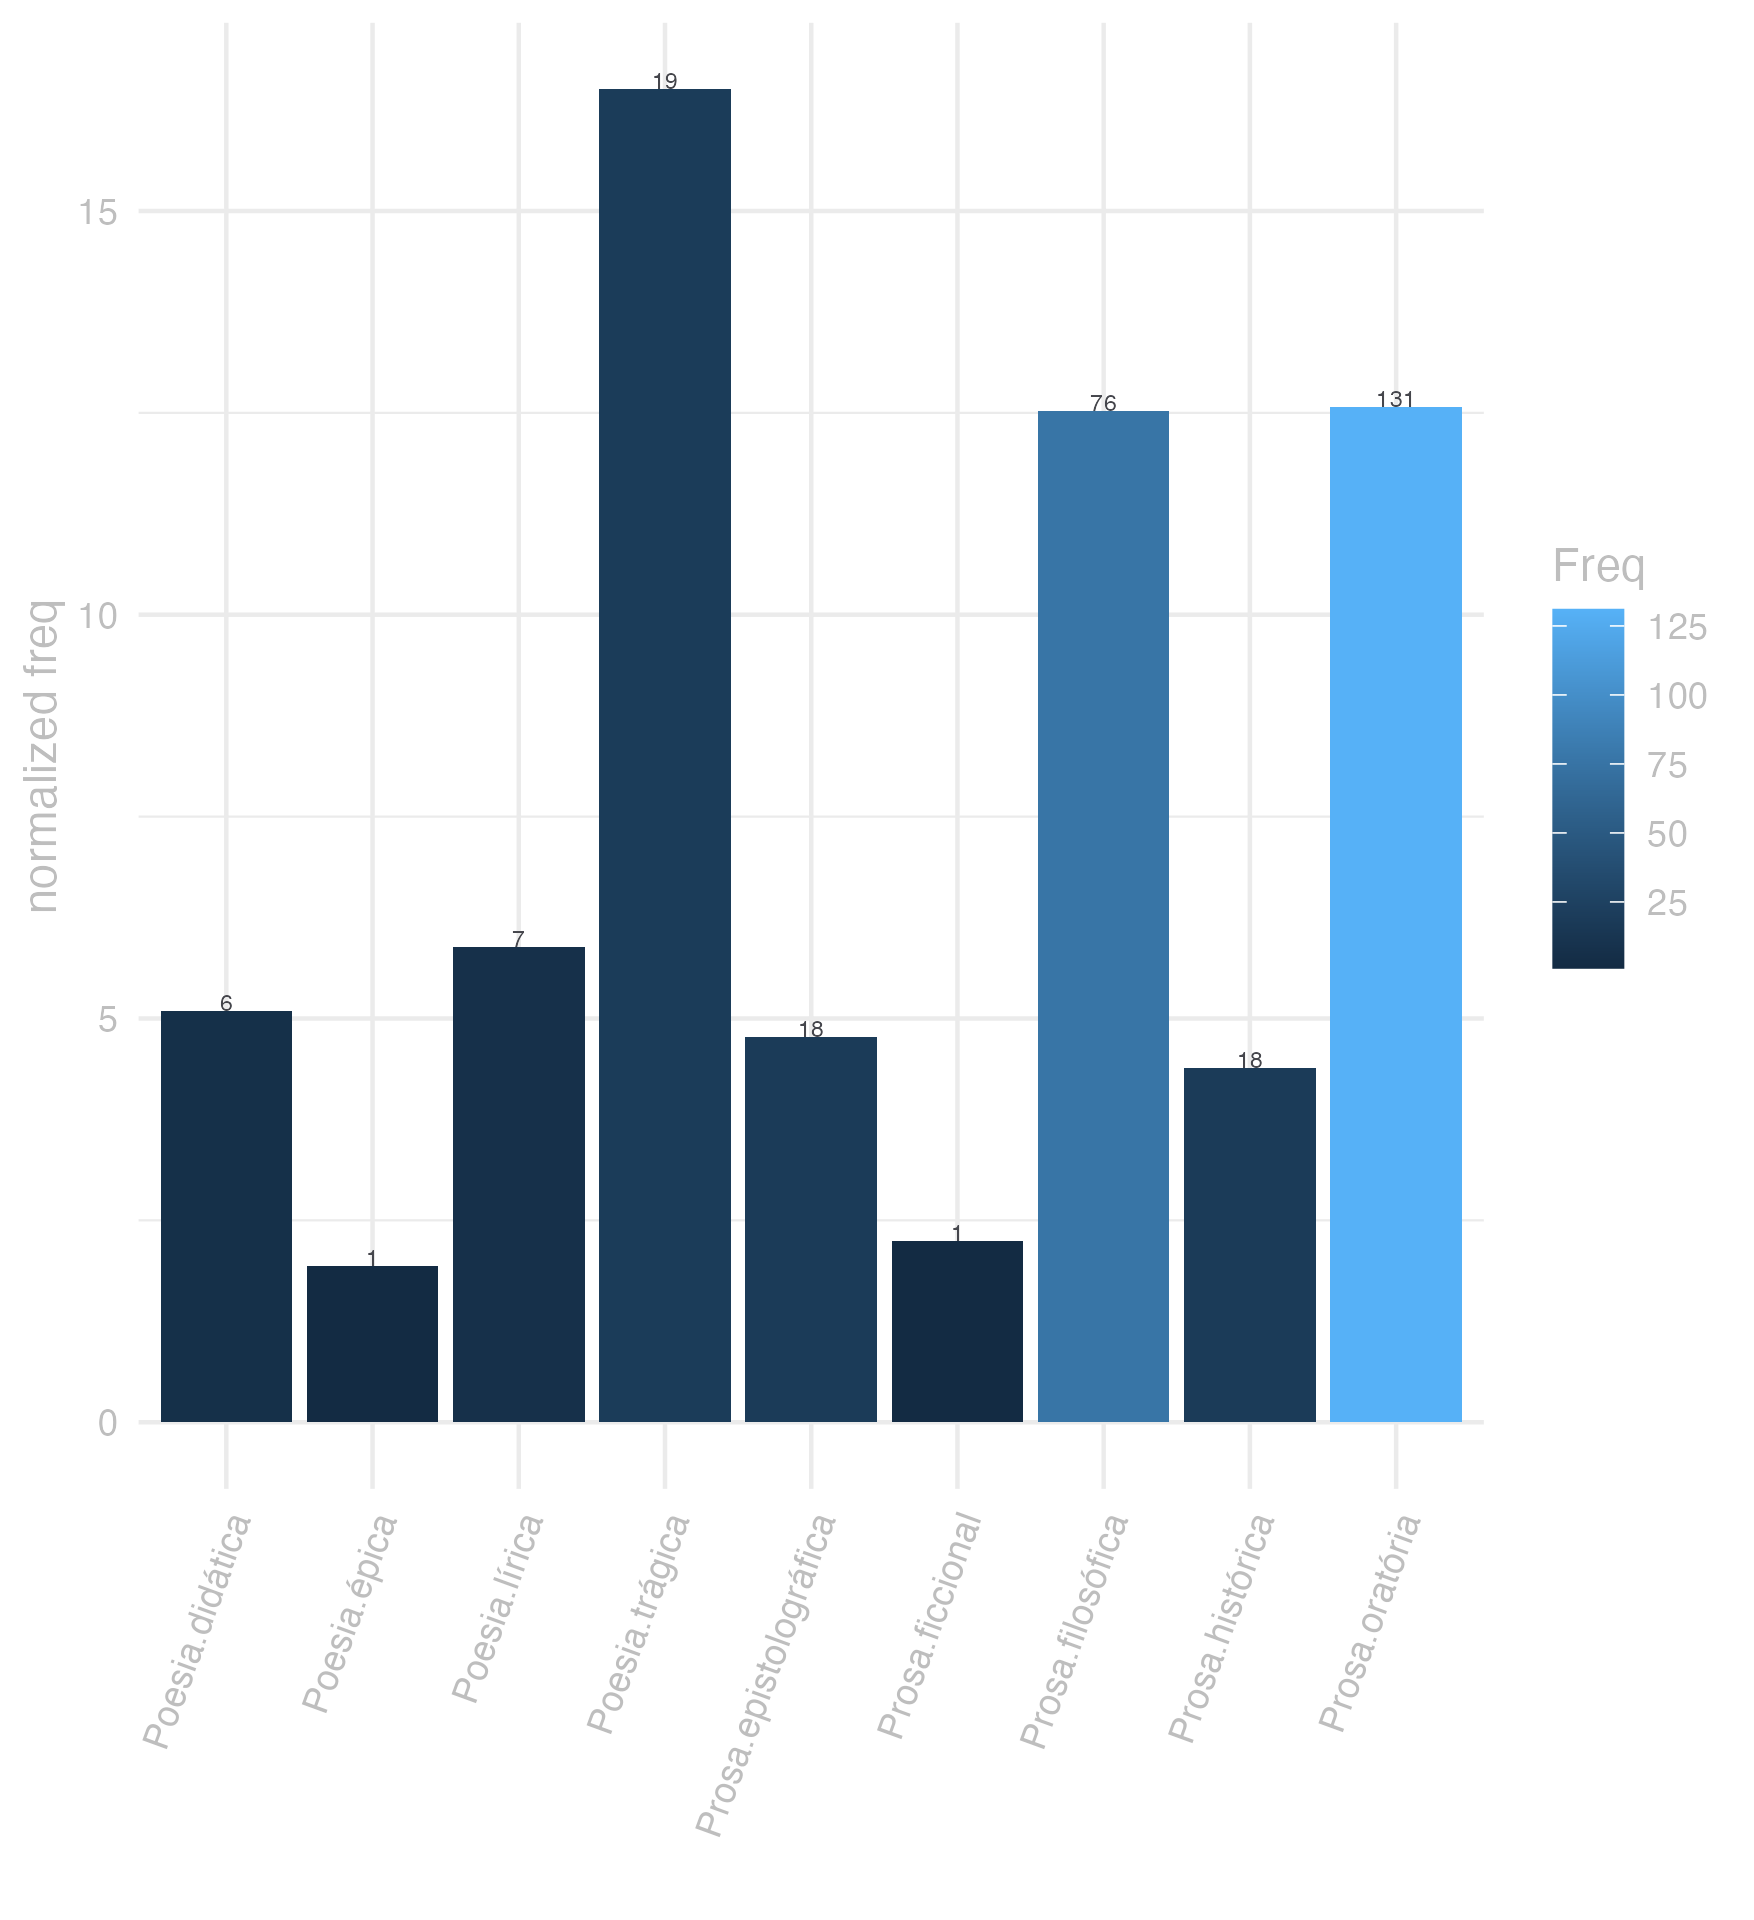 19
15
76
131
10
7
6
5
18
18
1
1
0
normalized freq
Freq
125
100
75
50
25
Poesia.didática
Poesia.épica
Poesia.lírica
Poesia.trágica
Prosa.epistolográfica
Prosa.ficcional
Prosa.filosófica
Prosa.histórica
Prosa.oratória